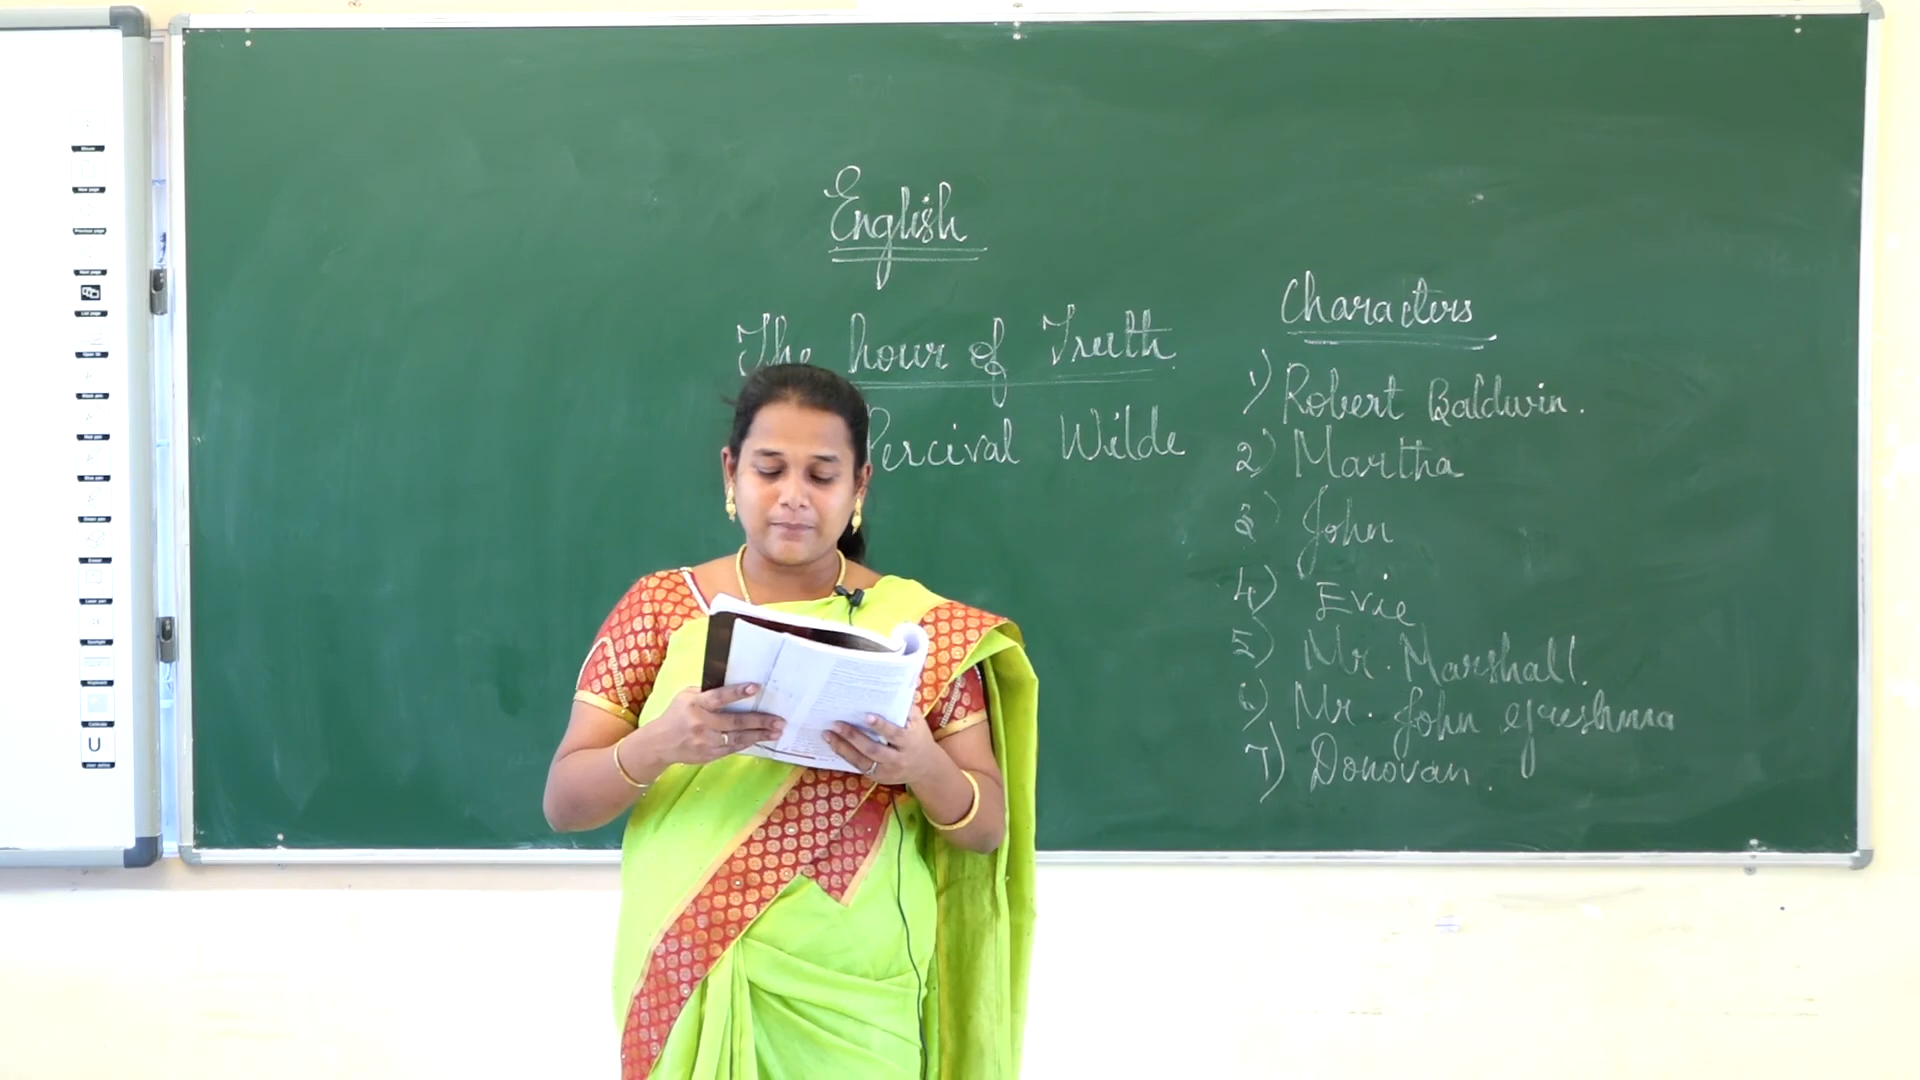 English
The hour of Truth.
Percival Wilde
Characters
1) Robert Baldwin.
2) Martha
3) John
4) Evie
5) Mr. Marshall.
6) Mr. John Greshma
7) Donovan.